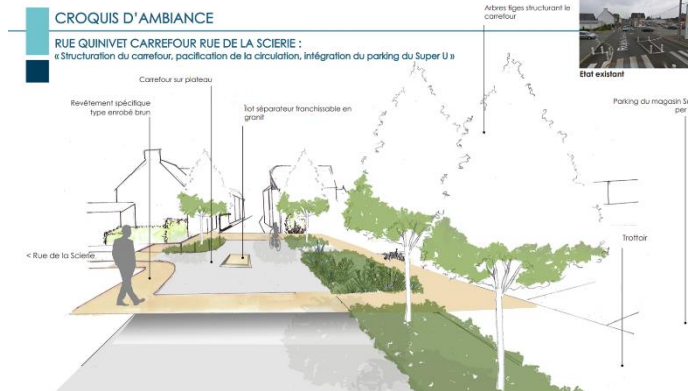 CROQUIS D'AMBIANCE
RUE QUINIVET CARREFOUR RUE DE LA SCIERIE :
« Structuration du carrefour, pacification de la circulation, intégration du parking du Super U »
Arbres tiges structurant le
carrefour
Etat existant
Carrefour sur plateau
Revêtement spécifique
type enrobé brun
Ilot séparateur franchissable en
granit
Parking du magasin S
per
< Rue de la Scierie
Trottoir